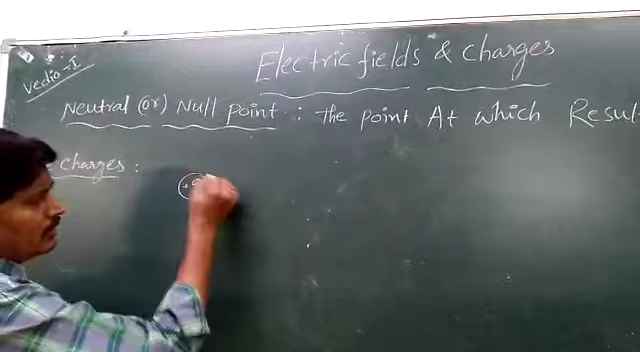 Electric fields & charges
Vedio-I
Neutral (or) Null point : The point At which Resul
charges :